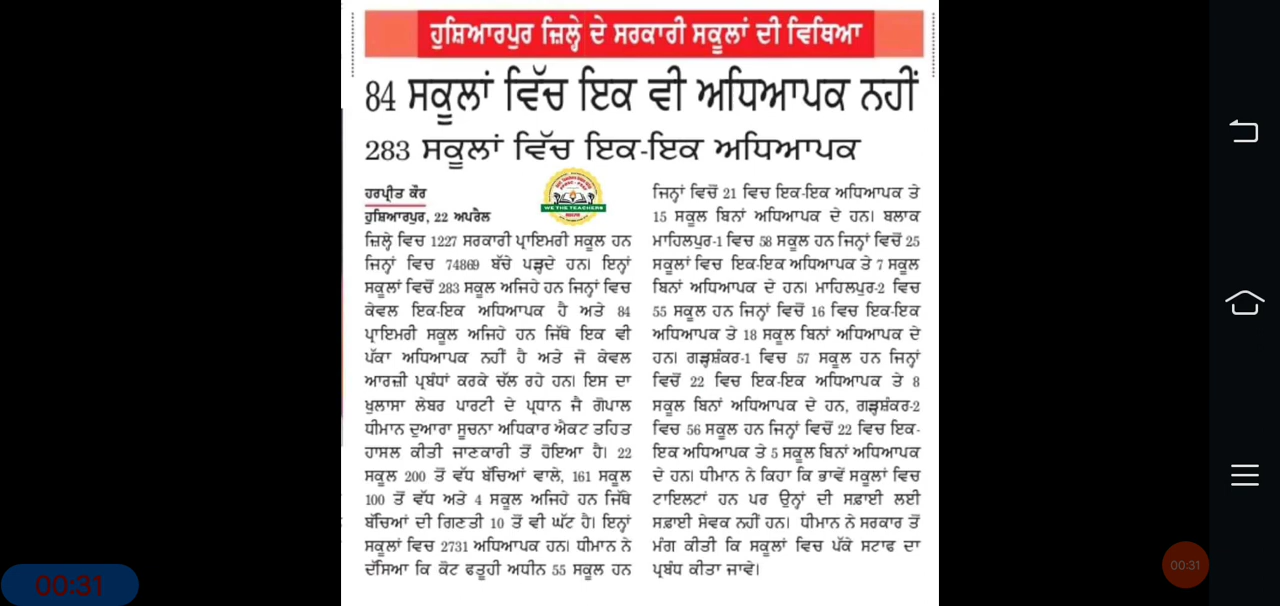 ਹੁਸ਼ਿਆਰਪੁਰ ਜ਼ਿਲ੍ਹੇ ਦੇ ਸਰਕਾਰੀ ਸਕੂਲਾਂ ਦੀ ਵਿਥਿਆ
84 ਸਕੂਲਾਂ ਵਿੱਚ ਇਕ ਵੀ ਅਧਿਆਪਕ ਨਹੀਂ
283 ਸਕੂਲਾਂ ਵਿੱਚ ਇਕ-ਇਕ ਅਧਿਆਪਕ
ਹਰਪ੍ਰੀਤ ਕੌਰ
WE THE TEACHERS
ਹੁਸ਼ਿਆਰਪੁਰ, 22 ਅਪਰੈਲ
ਜ਼ਿਲ੍ਹੇ ਵਿਚ 1227 ਸਰਕਾਰੀ ਪ੍ਰਾਇਮਰੀ ਸਕੂਲ ਹਨ
ਜਿਨ੍ਹਾਂ ਵਿਚ 74869 ਬੱਚੇ ਪੜ੍ਹਦੇ ਹਨ। ਇਨ੍ਹਾਂ
ਸਕੂਲਾਂ ਵਿਚੋਂ 283 ਸਕੂਲ ਅਜਿਹੇ ਹਨ ਜਿਨ੍ਹਾਂ ਵਿਚ
ਕੇਵਲ ਇਕ-ਇਕ ਅਧਿਆਪਕ ਹੈ ਅਤੇ 84
ਪ੍ਰਾਇਮਰੀ ਸਕੂਲ ਅਜਿਹੇ ਹਨ ਜਿੱਥੇ ਇਕ ਵੀ
ਪੱਕਾ ਅਧਿਆਪਕ ਨਹੀਂ ਹੈ ਅਤੇ ਜੋ ਕੇਵਲ
ਆਰਜ਼ੀ ਪ੍ਰਬੰਧਾਂ ਕਰਕੇ ਚੱਲ ਰਹੇ ਹਨ। ਇਸ ਦਾ
ਖੁਲਾਸਾ ਲੇਬਰ ਪਾਰਟੀ ਦੇ ਪ੍ਰਧਾਨ ਜੈ ਗੋਪਾਲ
ਧੀਮਾਨ ਦੁਆਰਾ ਸੂਚਨਾ ਅਧਿਕਾਰ ਐਕਟ ਤਹਿਤ
ਹਾਸਲ ਕੀਤੀ ਜਾਣਕਾਰੀ ਤੋਂ ਹੋਇਆ ਹੈ। 22
ਸਕੂਲ 200 ਤੋਂ ਵੱਧ ਬੱਚਿਆਂ ਵਾਲੇ, 161 ਸਕੂਲ
100 ਤੋਂ ਵੱਧ ਅਤੇ 4 ਸਕੂਲ ਅਜਿਹੇ ਹਨ ਜਿੱਥੇ
ਬੱਚਿਆਂ ਦੀ ਗਿਣਤੀ 10 ਤੋਂ ਵੀ ਘੱਟ ਹੈ। ਇਨ੍ਹਾਂ
ਸਕੂਲਾਂ ਵਿਚ 2731 ਅਧਿਆਪਕ ਹਨ। ਧੀਮਾਨ ਨੇ
ਦੱਸਿਆ ਕਿ ਕੋਟ ਫਤੂਹੀ ਅਧੀਨ 55 ਸਕੂਲ ਹਨ
ਜਿਨ੍ਹਾਂ ਵਿਚੋਂ 21 ਵਿਚ ਇਕ-ਇਕ ਅਧਿਆਪਕ ਤੇ
15 ਸਕੂਲ ਬਿਨਾਂ ਅਧਿਆਪਕ ਦੇ ਹਨ। ਬਲਾਕ
ਮਾਹਿਲਪੁਰ-1 ਵਿਚ 58 ਸਕੂਲ ਹਨ ਜਿਨ੍ਹਾਂ ਵਿਚੋਂ 25
ਸਕੂਲਾਂ ਵਿਚ ਇਕ-ਇਕ ਅਧਿਆਪਕ ਤੇ 7 ਸਕੂਲ
ਬਿਨਾਂ ਅਧਿਆਪਕ ਦੇ ਹਨ। ਮਾਹਿਲਪੁਰ-2 ਵਿਚ
55 ਸਕੂਲ ਹਨ ਜਿਨ੍ਹਾਂ ਵਿਚੋਂ 16 ਵਿਚ ਇਕ-ਇਕ
ਅਧਿਆਪਕ ਤੇ 18 ਸਕੂਲ ਬਿਨਾਂ ਅਧਿਆਪਕ ਦੇ
ਹਨ। ਗੜ੍ਹਸ਼ੰਕਰ-1 ਵਿਚ 57 ਸਕੂਲ ਹਨ ਜਿਨ੍ਹਾਂ
ਵਿਚੋਂ 22 ਵਿਚ ਇਕ-ਇਕ ਅਧਿਆਪਕ ਤੇ 8
ਸਕੂਲ ਬਿਨਾਂ ਅਧਿਆਪਕ ਦੇ ਹਨ, ਗੜ੍ਹਸ਼ੰਕਰ-2
ਵਿਚ 56 ਸਕੂਲ ਹਨ ਜਿਨ੍ਹਾਂ ਵਿਚੋਂ 22 ਵਿਚ ਇਕ-
ਇਕ ਅਧਿਆਪਕ ਤੇ 5 ਸਕੂਲ ਬਿਨਾਂ ਅਧਿਆਪਕ
ਦੇ ਹਨ। ਧੀਮਾਨ ਨੇ ਕਿਹਾ ਕਿ ਭਾਵੇਂ ਸਕੂਲਾਂ ਵਿਚ
ਟਾਇਲਟਾਂ ਹਨ ਪਰ ਉਨ੍ਹਾਂ ਦੀ ਸਫ਼ਾਈ ਲਈ
ਸਫ਼ਾਈ ਸੇਵਕ ਨਹੀਂ ਹਨ। ਧੀਮਾਨ ਨੇ ਸਰਕਾਰ ਤੋਂ
ਮੰਗ ਕੀਤੀ ਕਿ ਸਕੂਲਾਂ ਵਿਚ ਪੱਕੇ ਸਟਾਫ ਦਾ
ਪ੍ਰਬੰਧ ਕੀਤਾ ਜਾਵੇ।
00:31
00:31